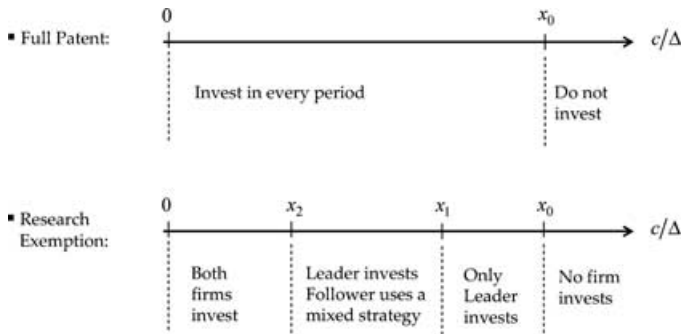 0 x₀
▪ Full Patent: c/Δ
Invest in every period Do not
invest
0 x₂ x₁ x₀
▪ Research c/Δ
Exemption:
Both Leader invests Only No firm
firms Follower uses a Leader invests
invest mixed strategy invests